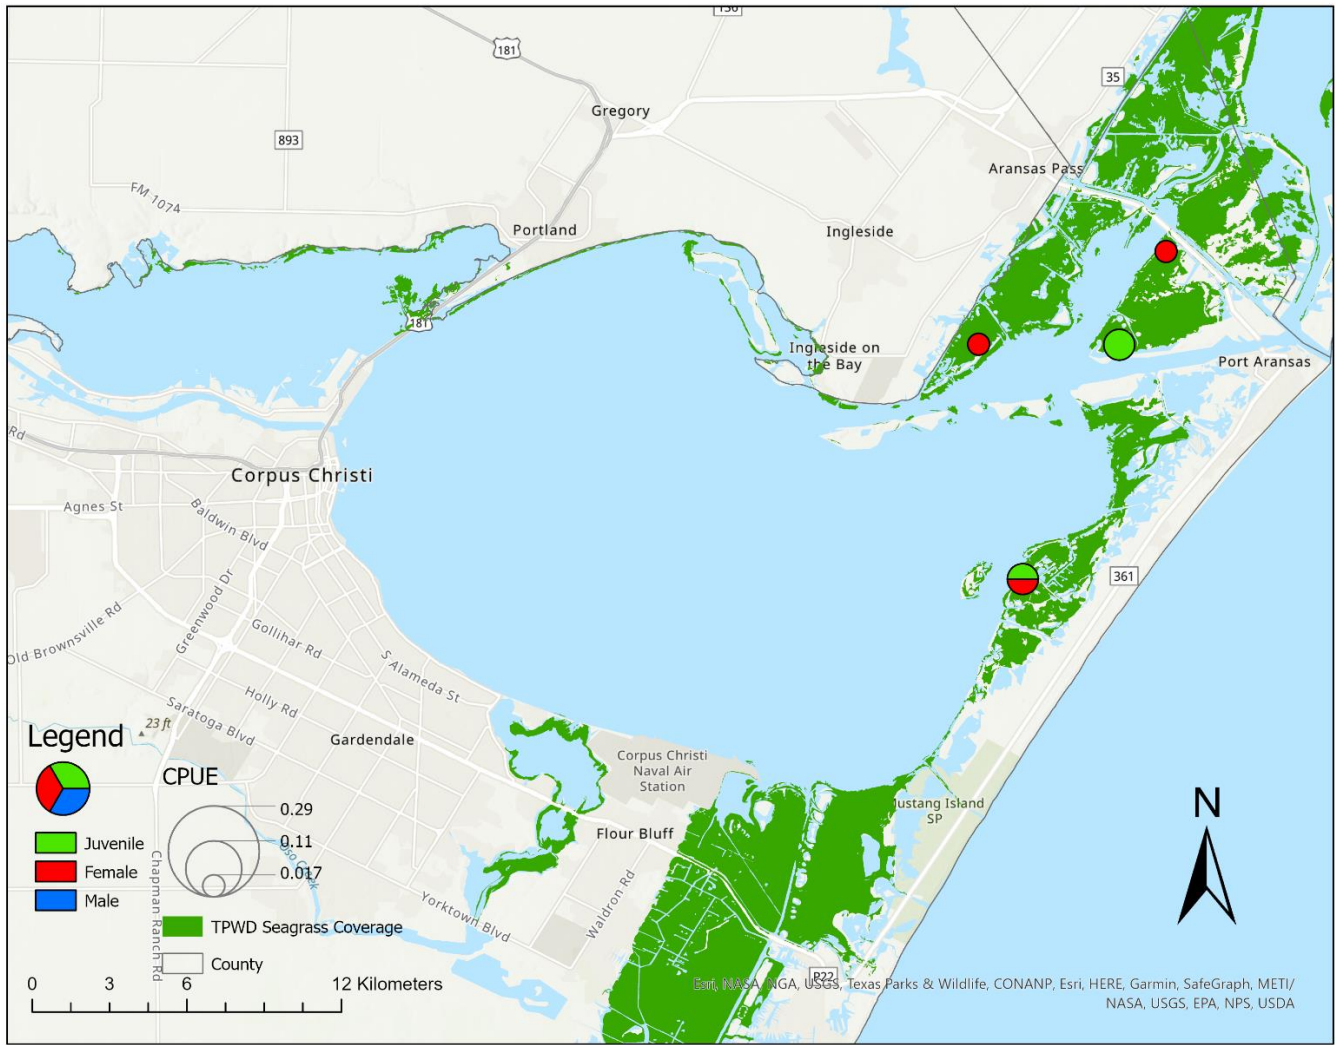 136
181
35
Gregory
893
Aransas Pass
FM 1074
Portland
Ingleside
181
Ingleside on
the Bay
Port Aransas
Rd
Corpus Christi
Agnes St
Baldwin Blvd
361
Greenwood Dr
Old Brownsville Rd
Gollihar Rd
S Alameda St
Holly Rd
Saratoga Blvd
23 ft
Legend
Gardendale
Corpus Christi
Naval Air
Station
CPUE
N
Mustang Island
SP
0.29
0.11
0.017
Flour Bluff
Juvenile
Female
Male
Oso Creek
Chapman Ranch Rd
Yorktown Blvd
Waldron Rd
TPWD Seagrass Coverage
County
P22
0 3 6 12 Kilometers
Esri, NASA, NGA, USGS, Texas Parks & Wildlife, CONANP, Esri, HERE, Garmin, SafeGraph, METI/
NASA, USGS, EPA, NPS, USDA